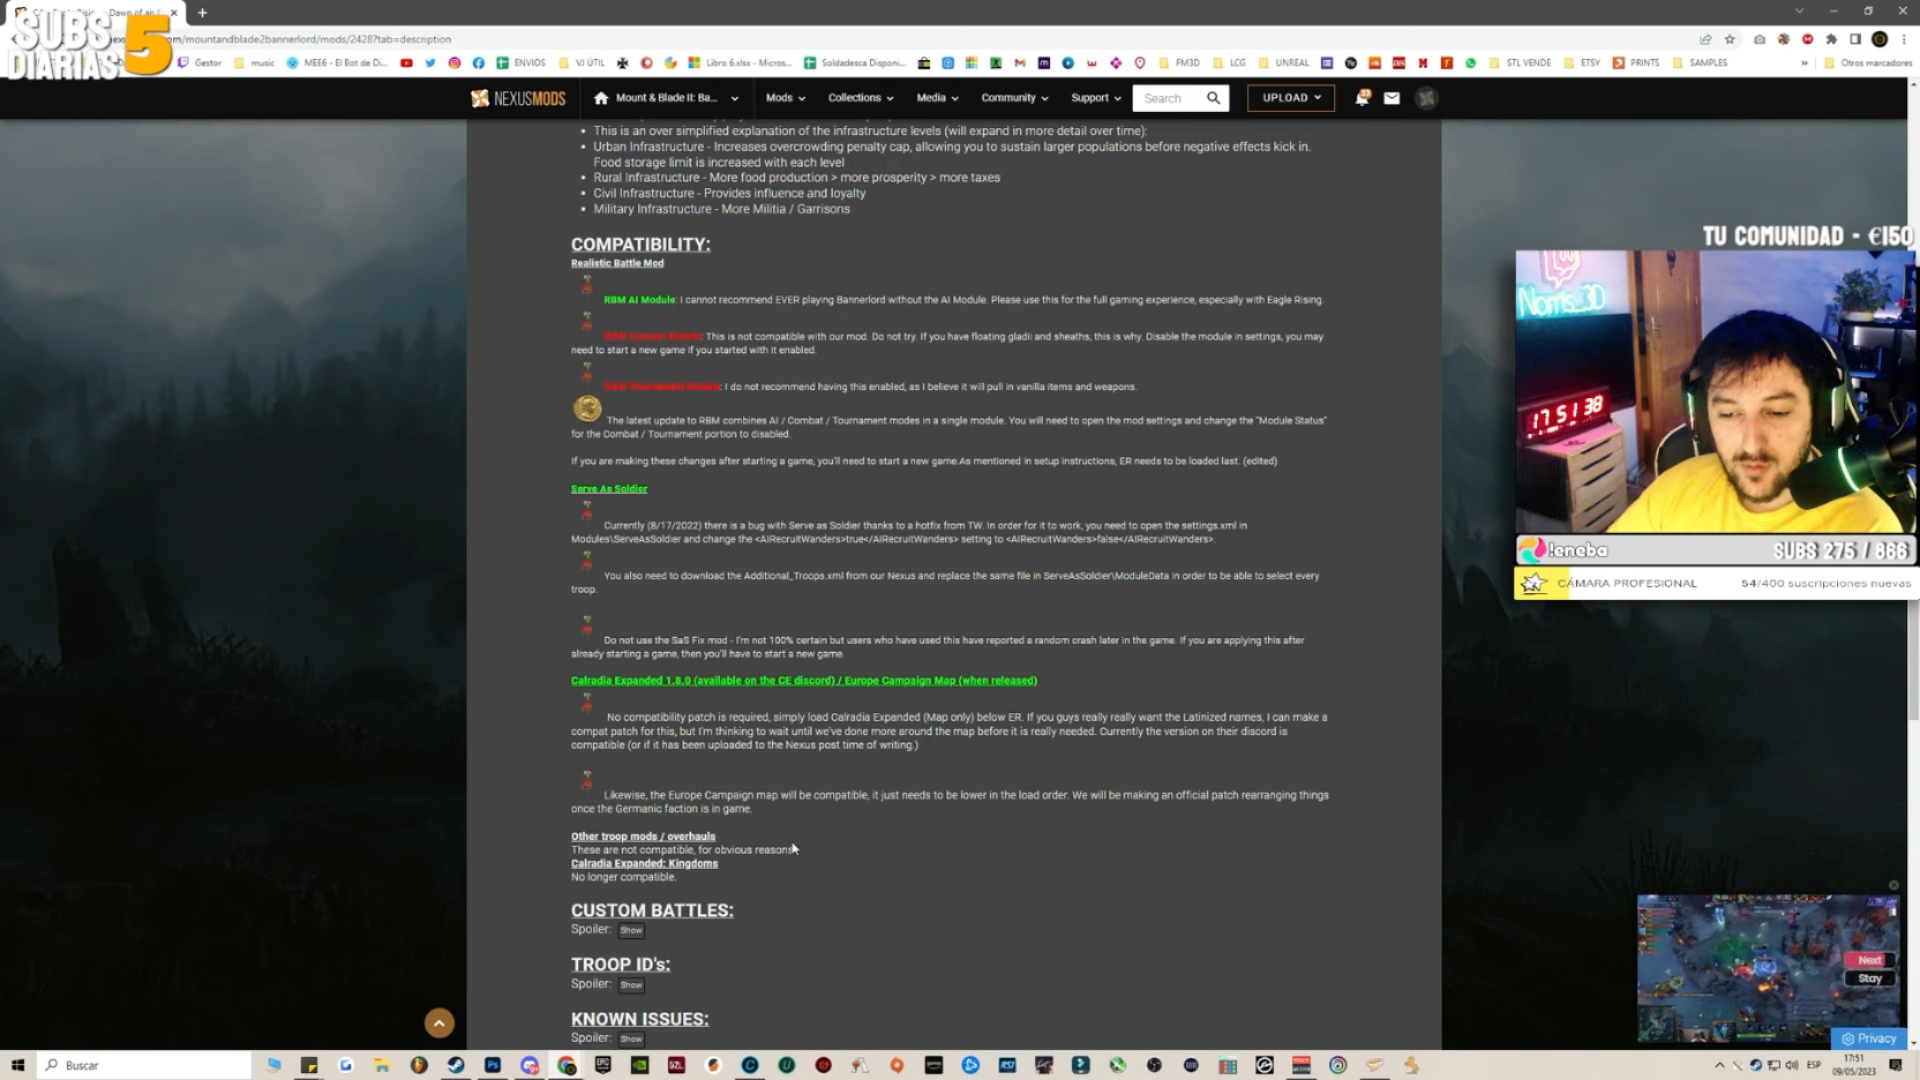 SUBS
DIARIAS 5
/mountandblade2bannerlord/mods/2428?tab=description
Gestor
music
MEE6 - El Bot de Di...
ENVIOS
VJ ÚTIL
Libro 6.xlsx - Micros...
Soldadesca Disponi...
FM3D
LCG
UNREAL
STL VENDE
ETSY
PRINTS
SAMPLES
Otros marcadores
NEXUSMODS
Mount & Blade II: Ba...
Mods
Collections
Media
Community
Support
Search
UPLOAD
This is an over simplified explanation of the infrastructure levels (will expand in more detail over time):
Urban Infrastructure - Increases overcrowding penalty cap, allowing you to sustain larger populations before negative effects kick in.
Food storage limit is increased with each level
Rural Infrastructure - More food production > more prosperity > more taxes
Civil Infrastructure - Provides influence and loyalty
Military Infrastructure - More Militia / Garrisons
COMPATIBILITY:
Realistic Battle Mod
RBM AI Module: I cannot recommend EVER playing Bannerlord without the AI Module. Please use this for the full gaming experience, especially with Eagle Rising.
This is not compatible with our mod. Do not try. If you have floating gladii and sheaths, this is why. Disable the module in settings, you may
need to start a new game if you started with it enabled.
RBM Tournament Module: I do not recommend having this enabled, as I believe it will pull in vanilla items and weapons.
The latest update to RBM combines AI / Combat / Tournament modes in a single module. You will need to open the mod settings and change the "Module Status"
for the Combat / Tournament portion to disabled.
If you are making these changes after starting a game, you'll need to start a new game.As mentioned in setup instructions, ER needs to be loaded last. (edited)
Serve As Soldier
Currently (8/17/2022) there is a bug with Serve as Soldier thanks to a hotfix from TW. In order for it to work, you need to open the settings.xml in
Modules\ServeAsSoldier and change the <AIRecruitWanders>true</AIRecruitWanders> setting to <AIRecruitWanders>false</AIRecruitWanders>.
You also need to download the Additional_Troops.xml from our Nexus and replace the same file in ServeAsSoldier\ModuleData in order to be able to select every
troop.
Do not use the SaS Fix mod - I'm not 100% certain but users who have used this have reported a random crash later in the game. If you are applying this after
already starting a game, then you'll have to start a new game.
Calradia Expanded 1.8.0 (available on the CE discord) / Europe Campaign Map (when released)
No compatibility patch is required, simply load Calradia Expanded (Map only) below ER. If you guys really really want the Latinized names, I can make a
compat patch for this, but I'm thinking to wait until we've done more around the map before it is really needed. Currently the version on their discord is
compatible (or if it has been uploaded to the Nexus post time of writing.)
Likewise, the Europe Campaign map will be compatible, it just needs to be lower in the load order. We will be making an official patch rearranging things
once the Germanic faction is in game.
Other troop mods / overhauls
These are not compatible, for obvious reasons
Calradia Expanded: Kingdoms
No longer compatible.
CUSTOM BATTLES:
Spoiler: Show
TROOP ID's:
Spoiler: Show
KNOWN ISSUES:
Spoiler: Show
TU COMUNIDAD - €150
Norris_3D
17 51 38
!eneba
SUBS 275 / 866
CÁMARA PROFESIONAL
54/400 suscripciones nuevas
Next
Stay
Privacy
Buscar
ESP
17:51
09/05/2023